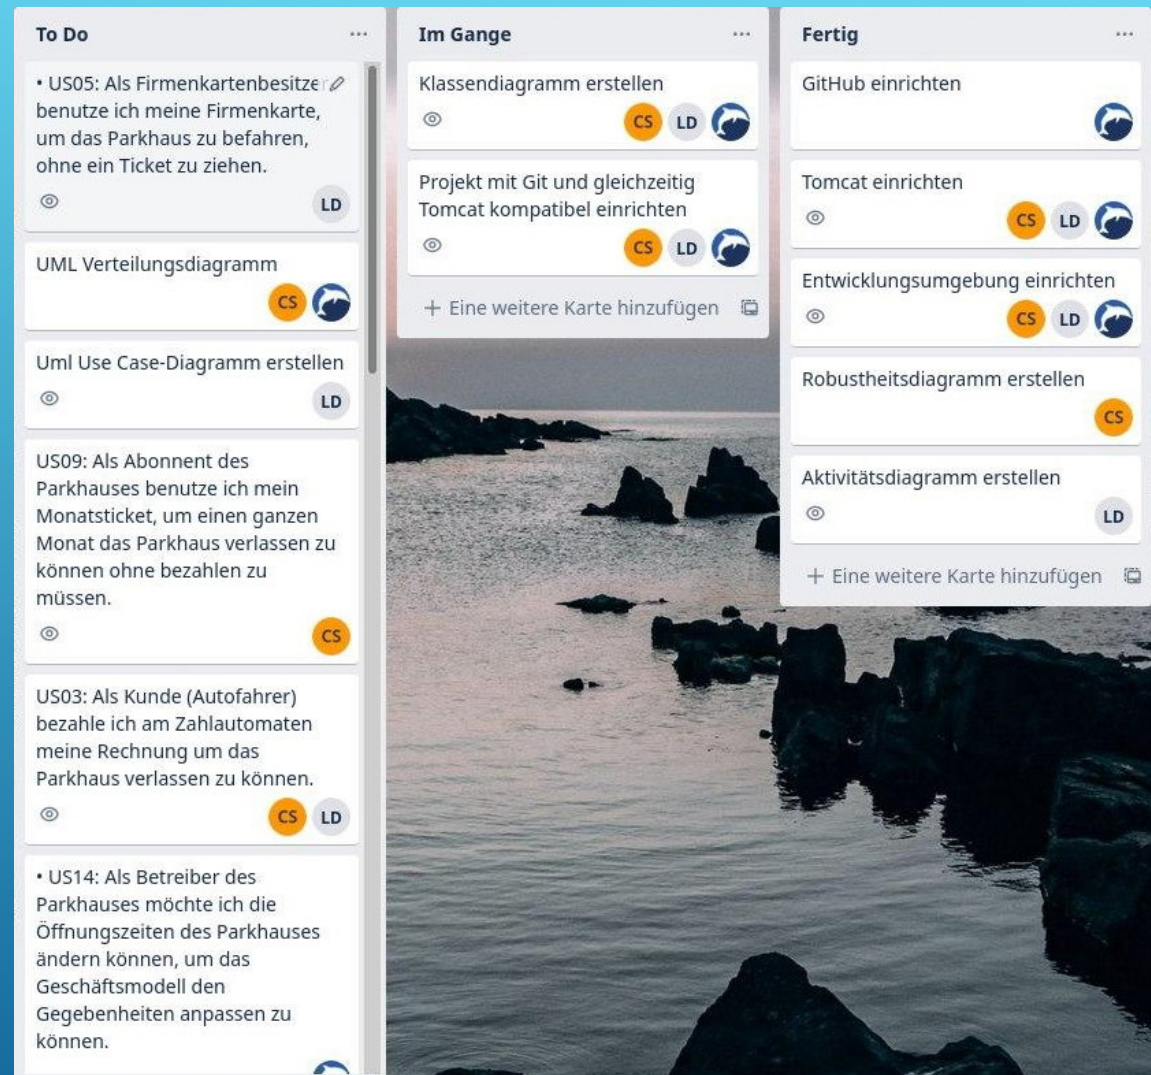 To Do
• US05: Als Firmenkartenbesitzer
benutze ich meine Firmenkarte,
um das Parkhaus zu befahren,
ohne ein Ticket zu ziehen.
LD
UML Verteilungsdiagramm
CS
Uml Use Case-Diagramm erstellen
LD
US09: Als Abonnent des
Parkhauses benutze ich mein
Monatsticket, um einen ganzen
Monat das Parkhaus verlassen zu
können ohne bezahlen zu
müssen.
CS
US03: Als Kunde (Autofahrer)
bezahle ich am Zahlautomaten
meine Rechnung um das
Parkhaus verlassen zu können.
CS LD
• US14: Als Betreiber des
Parkhauses möchte ich die
Öffnungszeiten des Parkhauses
ändern können, um das
Geschäftsmodell den
Gegebenheiten anpassen zu
können.
Im Gange
Klassendiagramm erstellen
CS LD
Projekt mit Git und gleichzeitig
Tomcat kompatibel einrichten
CS LD
+ Eine weitere Karte hinzufügen
Fertig
GitHub einrichten
Tomcat einrichten
CS LD
Entwicklungsumgebung einrichten
CS LD
Robustheitsdiagramm erstellen
CS
Aktivitätsdiagramm erstellen
LD
+ Eine weitere Karte hinzufügen